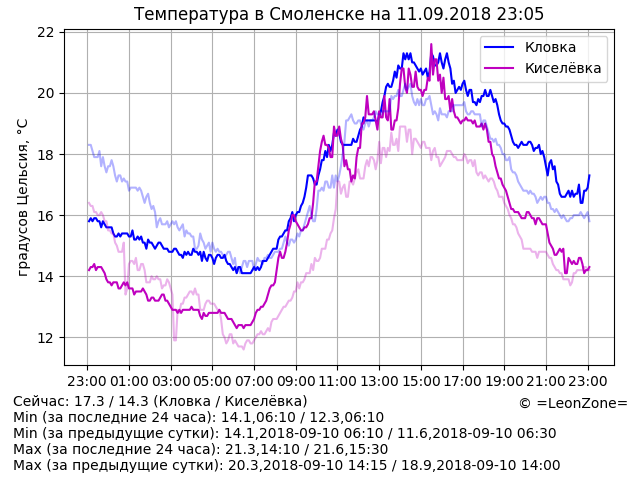 Температура в Смоленске на 11.09.2018 23:05
Кловка
Киселёвка
градусов Цельсия, °C
22
20
18
16
14
12
23:00 01:00 03:00 05:00 07:00 09:00 11:00 13:00 15:00 17:00 19:00 21:00 23:00
Сейчас: 17.3 / 14.3 (Кловка / Киселёвка)
© =LeonZone=
Min (за последние 24 часа): 14.1,06:10 / 12.3,06:10
Min (за предыдущие сутки): 14.1,2018-09-10 06:10 / 11.6,2018-09-10 06:30
Max (за последние 24 часа): 21.3,14:10 / 21.6,15:30
Max (за предыдущие сутки): 20.3,2018-09-10 14:15 / 18.9,2018-09-10 14:00